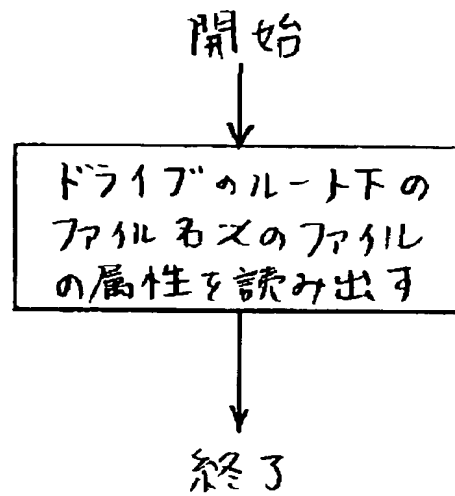 開始
ドライブのルート下の
ファイル名Xのファイル
の属性を読み出す
終了